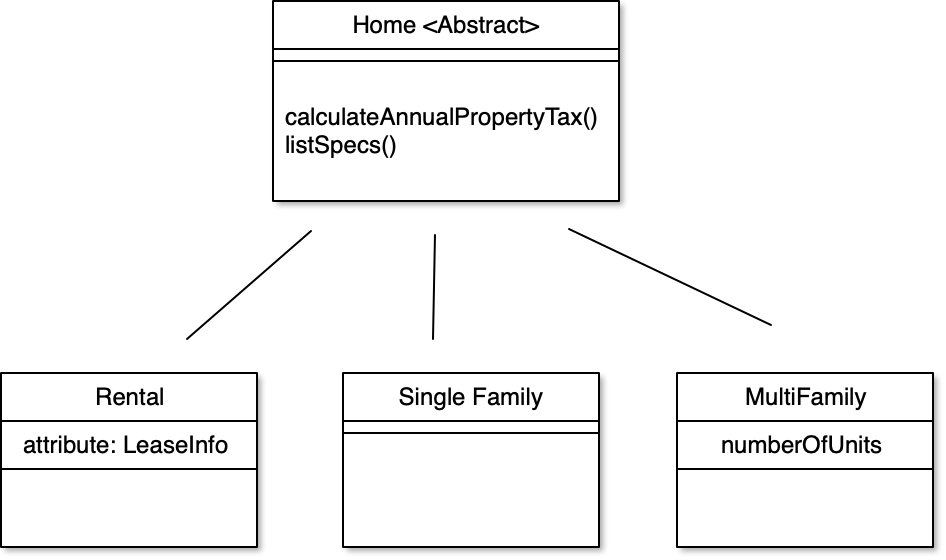 Home <Abstract>
calculateAnnualPropertyTax()
listSpecs()
Rental
attribute: LeaseInfo
Single Family
MultiFamily
numberOfUnits